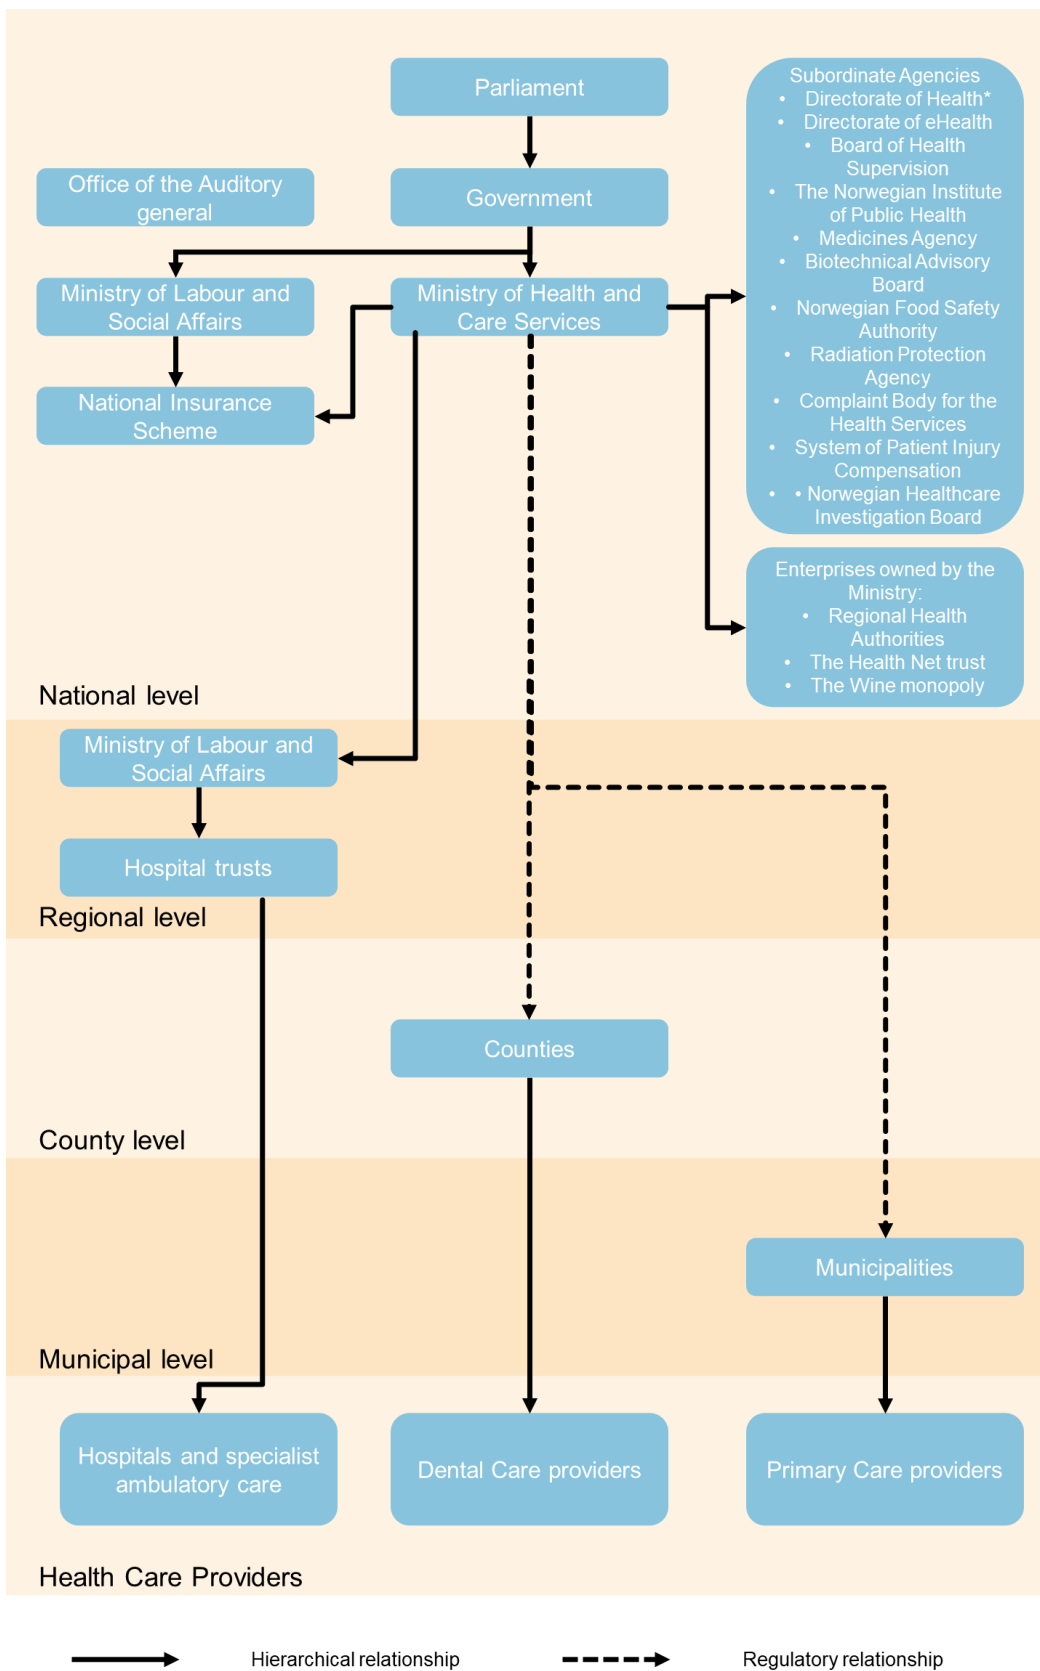 Parliament
Government
Office of the Auditory
general
Ministry of Labour and
Social Affairs
Ministry of Health and
Care Services
National Insurance
Scheme
Subordinate Agencies
• Directorate of Health*
• Directorate of eHealth
• Board of Health
Supervision
• The Norwegian Institute
of Public Health
• Medicines Agency
• Biotechnical Advisory
Board
• Norwegian Food Safety
Authority
• Radiation Protection
Agency
• Complaint Body for the
Health Services
• System of Patient Injury
Compensation
• • Norwegian Healthcare
Investigation Board
Enterprises owned by the
Ministry:
• Regional Health
Authorities
• The Health Net trust
• The Wine monopoly
National level
Ministry of Labour and
Social Affairs
Hospital trusts
Regional level
Counties
County level
Municipalities
Municipal level
Hospitals and specialist
ambulatory care
Dental Care providers
Primary Care providers
Health Care Providers
Hierarchical relationship
Regulatory relationship